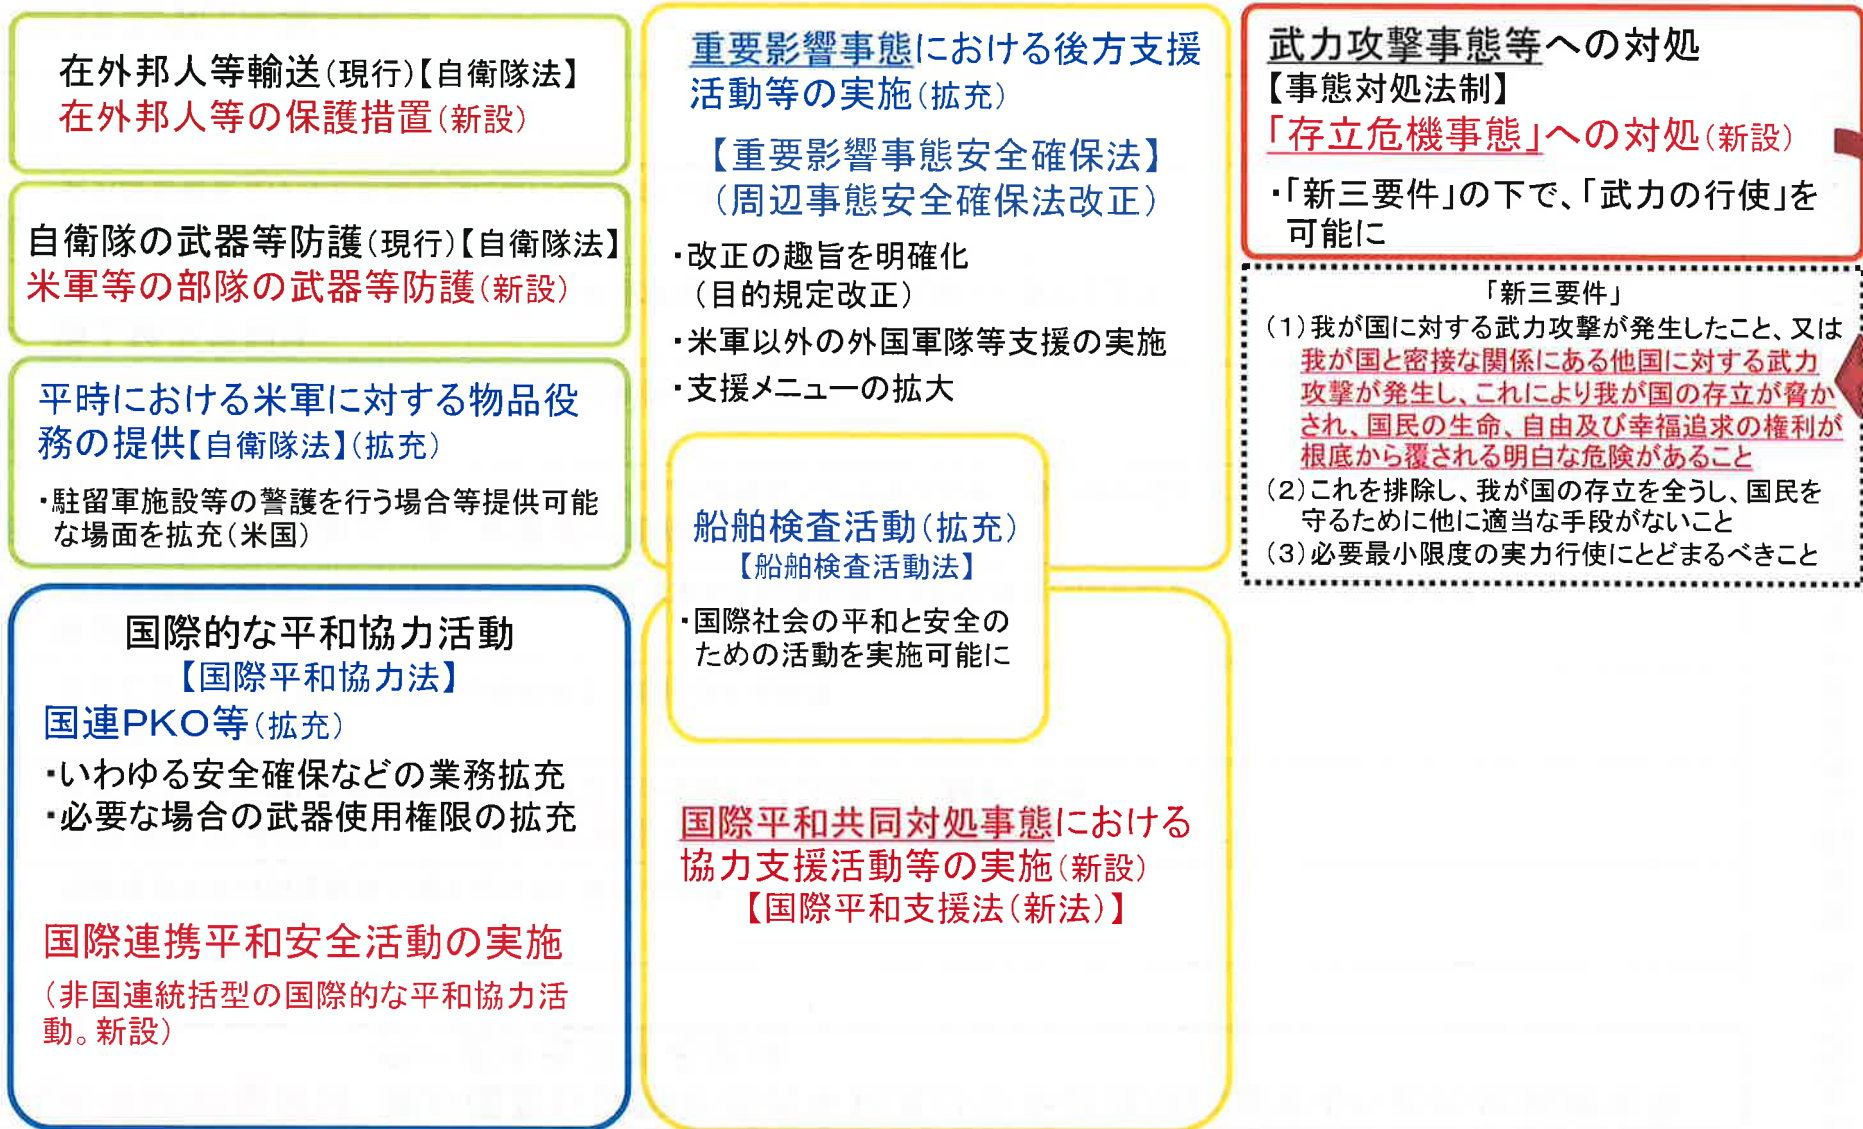 在外邦人等輸送(現行)【自衛隊法】
在外邦人等の保護措置(新設)
自衛隊の武器等防護(現行)【自衛隊法】
米軍等の部隊の武器等防護(新設)
平時における米軍に対する物品役
務の提供【自衛隊法】(拡充)
・駐留軍施設等の警護を行う場合等提供可能
な場面を拡充(米国)
国際的な平和協力活動
【国際平和協力法】
国連PKO等(拡充)
・いわゆる安全確保などの業務拡充
・必要な場合の武器使用権限の拡充
国際連携平和安全活動の実施
(非国連統括型の国際的な平和協力活
動。新設)
重要影響事態における後方支援
活動等の実施(拡充)
【重要影響事態安全確保法】
(周辺事態安全確保法改正)
・改正の趣旨を明確化
(目的規定改正)
・米軍以外の外国軍隊等支援の実施
・支援メニューの拡大
船舶検査活動(拡充)
【船舶検査活動法】
・国際社会の平和と安全の
ための活動を実施可能に
国際平和共同対処事態における
協力支援活動等の実施(新設)
【国際平和支援法(新法)】
武力攻撃事態等への対処
【事態対処法制】
「存立危機事態」への対処(新設)
・「新三要件」の下で、「武力の行使」を
可能に
「新三要件」
(1)我が国に対する武力攻撃が発生したこと、又は
我が国と密接な関係にある他国に対する武力
攻撃が発生し、これにより我が国の存立が脅か
され、国民の生命、自由及び幸福追求の権利が
根底から覆される明白な危険があること
(2)これを排除し、我が国の存立を全うし、国民を
守るために他に適当な手段がないこと
(3)必要最小限度の実力行使にとどまるべきこと